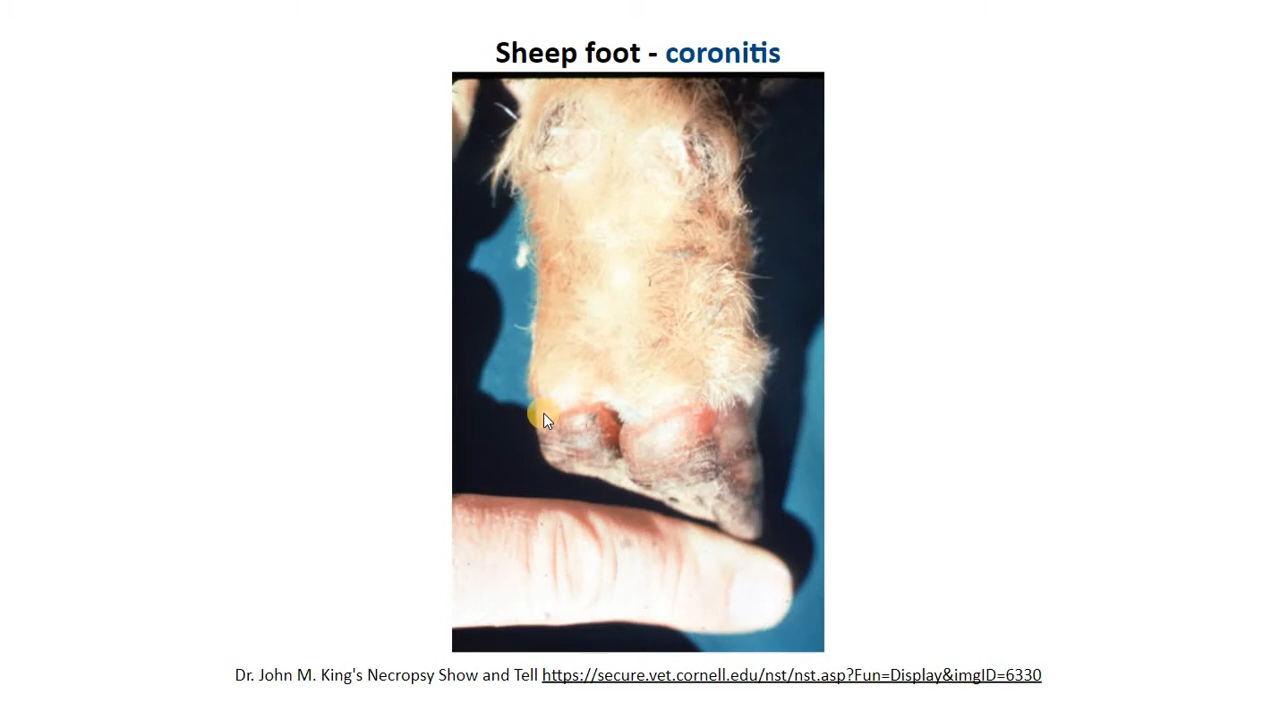 Sheep foot - coronitis
Dr. John M. King's Necropsy Show and Tell https://secure.vet.cornell.edu/nst/nst.asp?Fun=Display&imgID=6330